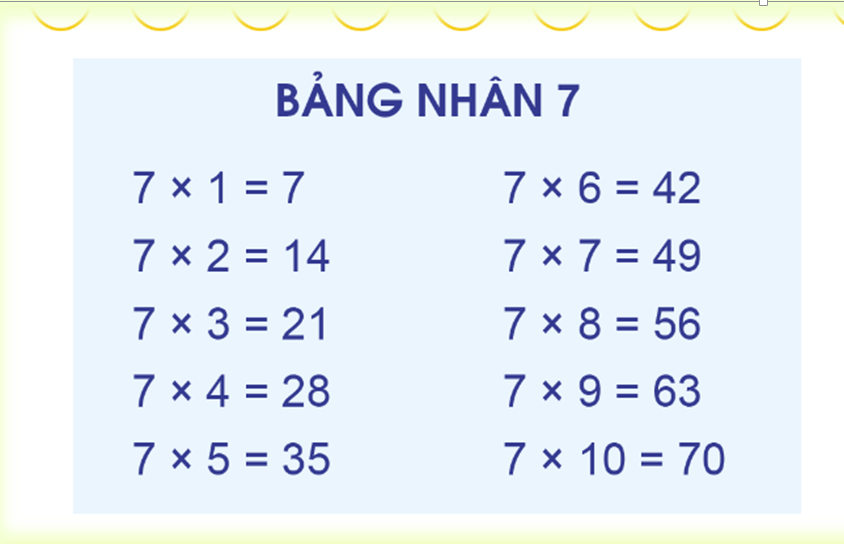 BẢNG NHÂN 7
7 × 1 = 7
7 × 2 = 14
7 × 3 = 21
7 × 4 = 28
7 × 5 = 35
7 × 6 = 42
7 × 7 = 49
7 × 8 = 56
7 × 9 = 63
7 × 10 = 70